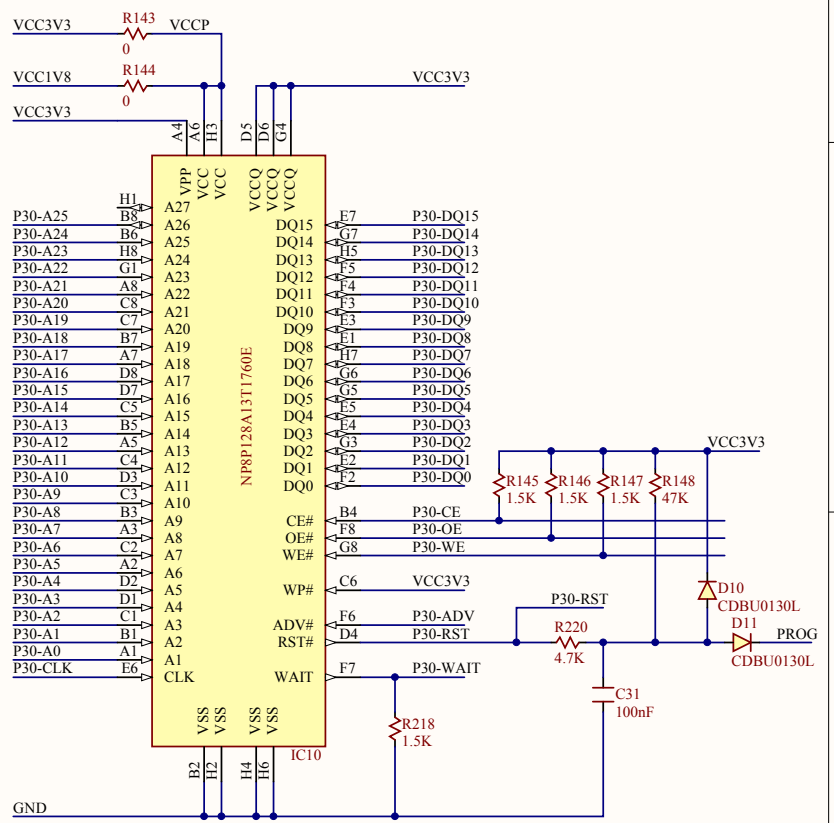 VCC3V3 R143 VCCP
0
VCC1V8 R144 VCC3V3
0
VCC3V3
A4 A6 H3 D5 D6 G4
VPP VCC VCC VCCQ VCCQ VCCQ
H1 A27
P30-A25 B8 A26 DQ15 E7 P30-DQ15
P30-A24 B6 A25 DQ14 G7 P30-DQ14
P30-A23 H8 A24 DQ13 H5 P30-DQ13
P30-A22 G1 A23 DQ12 F5 P30-DQ12
P30-A21 A8 A22 DQ11 F4 P30-DQ11
P30-A20 C8 A21 DQ10 F3 P30-DQ10
P30-A19 C7 A20 DQ9 E3 P30-DQ9
P30-A18 B7 A19 DQ8 E1 P30-DQ8
P30-A17 A7 A18 DQ7 H7 P30-DQ7
P30-A16 D8 A17 DQ6 G6 P30-DQ6
P30-A15 D7 A16 DQ5 G5 P30-DQ5
P30-A14 C5 A15 DQ4 E5 P30-DQ4
P30-A13 B5 A14 DQ3 E4 P30-DQ3
P30-A12 A5 A13 DQ2 G3 P30-DQ2
P30-A11 C4 A12 DQ1 E2 P30-DQ1
P30-A10 D3 A11 DQ0 F2 P30-DQ0
P30-A9 C3 A10
P30-A8 B3 A9 CE# B4 P30-CE
P30-A7 A3 A8 OE# F8 P30-OE
P30-A6 C2 A7 WE# G8 P30-WE
P30-A5 A2 A6
P30-A4 D2 A5 WP# C6 VCC3V3
P30-A3 D1 A4
P30-A2 C1 A3 ADV# F6 P30-ADV
P30-A1 B1 A2 RST# D4 P30-RST
P30-A0 A1 A1
P30-CLK E6 CLK WAIT F7 P30-WAIT
NP8P128A13T1760E
VSS VSS VSS VSS
IC10
B2 H2 H4 H6
GND
VCC3V3
R145 R146 R147 R148
1.5K 1.5K 1.5K 47K
D10
CDBU0130L
P30-RST
R220
4.7K
D11 PROG
CDBU0130L
C31
100nF
R218
1.5K